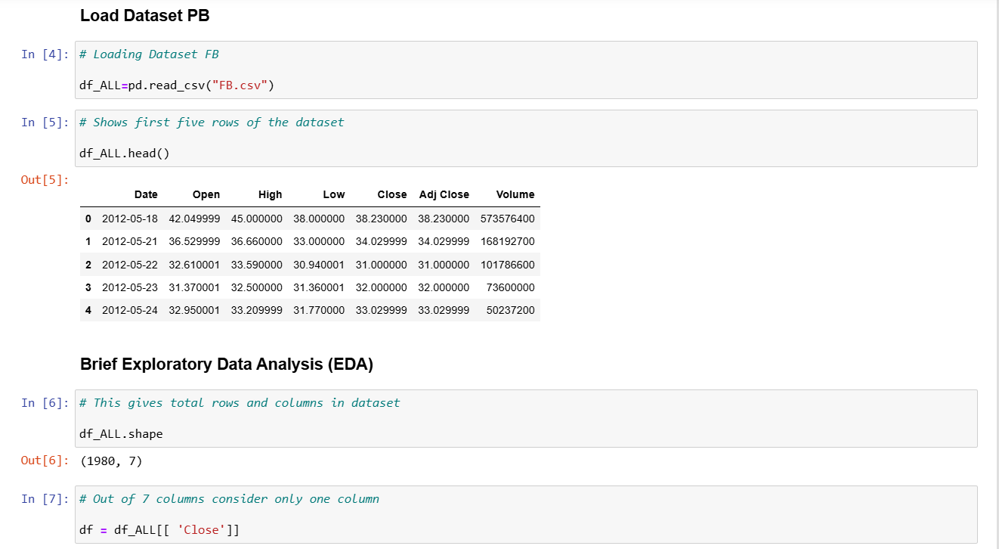 Load Dataset PB
In [4]: # Loading Dataset FB
df_ALL=pd.read_csv("FB.csv")
In [5]: # Shows first five rows of the dataset
df_ALL.head()
Out[5]:
Date Open High Low Close Adj Close Volume
0 2012-05-18 42.049999 45.000000 38.000000 38.230000 38.230000 573576400
1 2012-05-21 36.529999 36.660000 33.000000 34.029999 34.029999 168192700
2 2012-05-22 32.610001 33.590000 30.940001 31.000000 31.000000 101786600
3 2012-05-23 31.370001 32.500000 31.360001 32.000000 32.000000 73600000
4 2012-05-24 32.950001 33.209999 31.770000 33.029999 33.029999 50237200
Brief Exploratory Data Analysis (EDA)
In [6]: # This gives total rows and columns in dataset
df_ALL.shape
Out[6]: (1980, 7)
In [7]: # Out of 7 columns consider only one column
df = df_ALL[[ 'Close']]